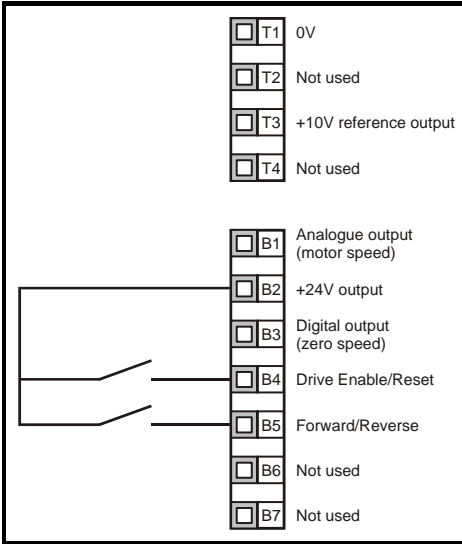 T1 0V
T2 Not used
T3 +10V reference output
T4 Not used
B1 Analogue output
(motor speed)
B2 +24V output
B3 Digital output
(zero speed)
B4 Drive Enable/Reset
B5 Forward/Reverse
B6 Not used
B7 Not used